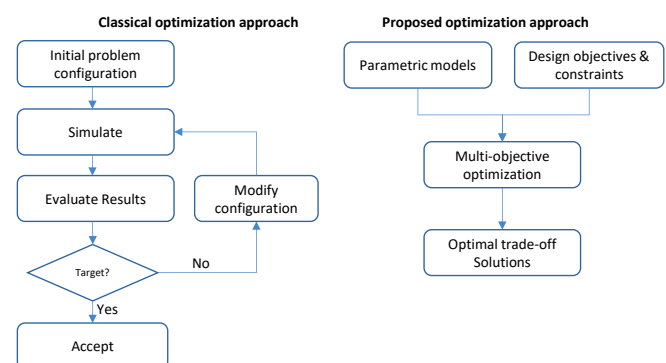 Classical optimization approach
Initial problem
configuration
Simulate
Evaluate Results
Modify
configuration
Target?
No
Yes
Accept
Proposed optimization approach
Parametric models
Design objectives &
constraints
Multi-objective
optimization
Optimal trade-off
Solutions